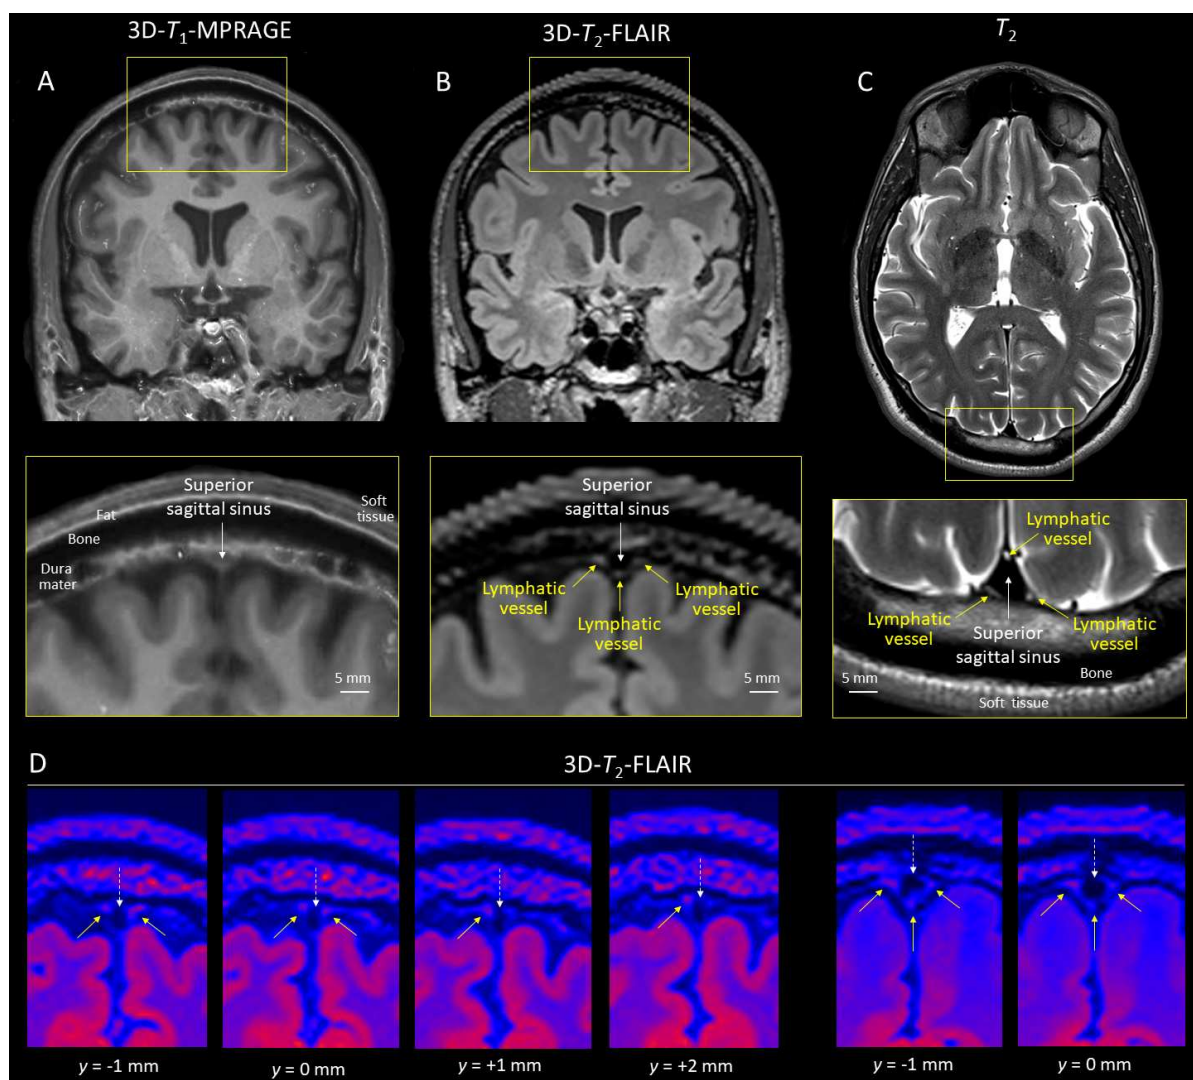 3D-T1-MPRAGE
3D-T2-FLAIR
T2
A
B
C
Fat
Bone
Dura
mater
Superior
sagittal sinus
Soft
tissue
5 mm
Superior
sagittal sinus
Lymphatic
vessel
Lymphatic
vessel
Lymphatic
vessel
5 mm
Lymphatic
vessel
Lymphatic
vessel
Superior
sagittal sinus
Lymphatic
vessel
Bone
5 mm
Soft tissue
D
3D-T2-FLAIR
y = -1 mm
y = 0 mm
y = +1 mm
y = +2 mm
y = -1 mm
y = 0 mm